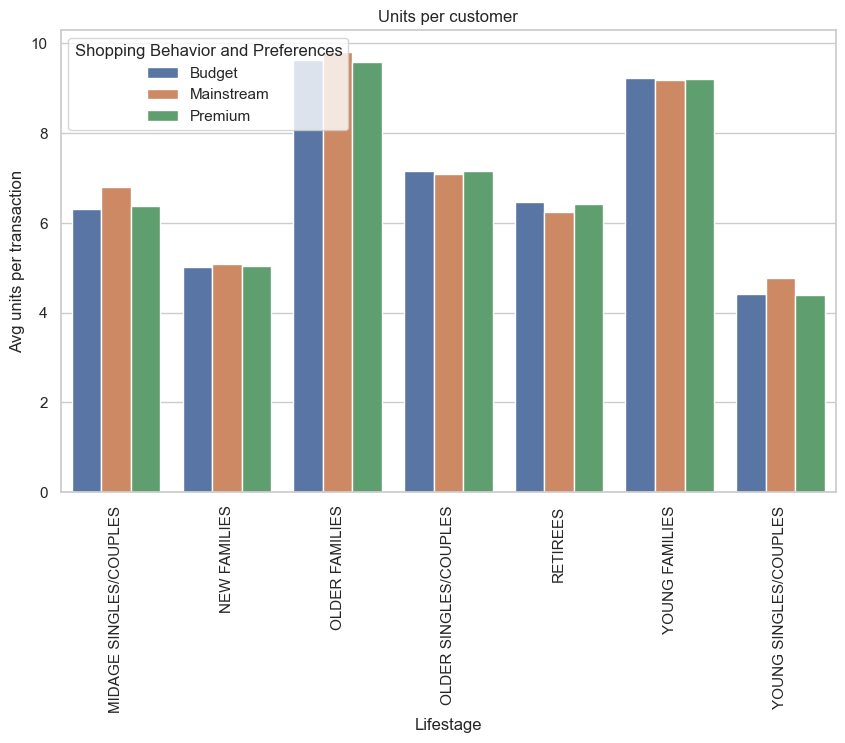 Units per customer
Shopping Behavior and Preferences
Budget
Mainstream
Premium
Avg units per transaction
10
8
6
4
2
0
MIDAGE SINGLES/COUPLES
NEW FAMILIES
OLDER FAMILIES
OLDER SINGLES/COUPLES
RETIREES
YOUNG FAMILIES
YOUNG SINGLES/COUPLES
Lifestage